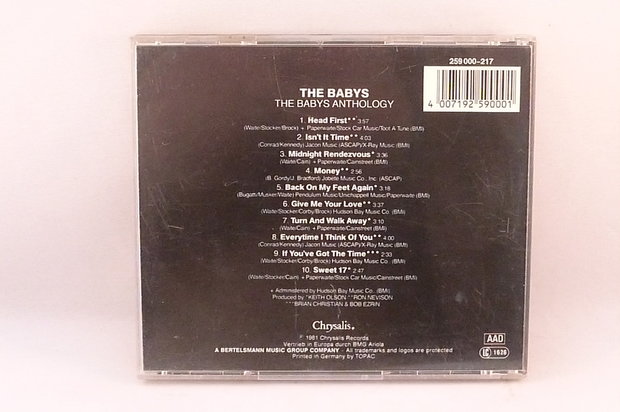 259 000-217
4 007192 590001
THE BABYS
THE BABYS ANTHOLOGY
1. Head First** 3:57
(Waite/Stocker/Brock) + Paperwaite/Stock Car Music/Toot A Tune (BMI)
2. Isn't It Time** 4:03
(Conrad/Kennedy) Jacon Music (ASCAP)/X-Ray Music (BMI)
3. Midnight Rendezvous* 3:36
(Waite/Cain) + Paperwaite/Cainstreet (BMI)
4. Money** 2:56
(B. Gordy/J. Bradford) Jobete Music Co., Inc. (ASCAP)
5. Back On My Feet Again* 3:18
(Bugatti/Musker/Waite) Pendulum Music/Unichappell Music/Paperwaite (BMI)
6. Give Me Your Love** 3:37
(Waite/Stocker/Corby/Brock) Hudson Bay Music Co. (BMI)
7. Turn And Walk Away* 3:10
(Waite/Cain) + Paperwaite/Cainstreet (BMI)
8. Everytime I Think Of You** 4:00
(Conrad/Kennedy) Jacon Music (ASCAP)/X-Ray Music (BMI)
9. If You've Got The Time*** 2:33
(Waite/Stocker/Corby/Brock) Hudson Bay Music Co. (BMI)
10. Sweet 17* 2:47
(Waite/Stocker/Cain) + Paperwaite/Stock Car Music/Cainstreet (BMI)
+ Administered by Hudson Bay Music Co. (BMI)
Produced by *KEITH OLSON **RON NEVISON
***BRIAN CHRISTIAN & BOB EZRIN
Chrysalis
℗ 1981 Chrysalis Records
Vertrieb in Europa durch BMG Ariola
A BERTELSMANN MUSIC GROUP COMPANY · All trademarks and logos are protected
Printed in Germany by TOPAC
AAD
LC 1626